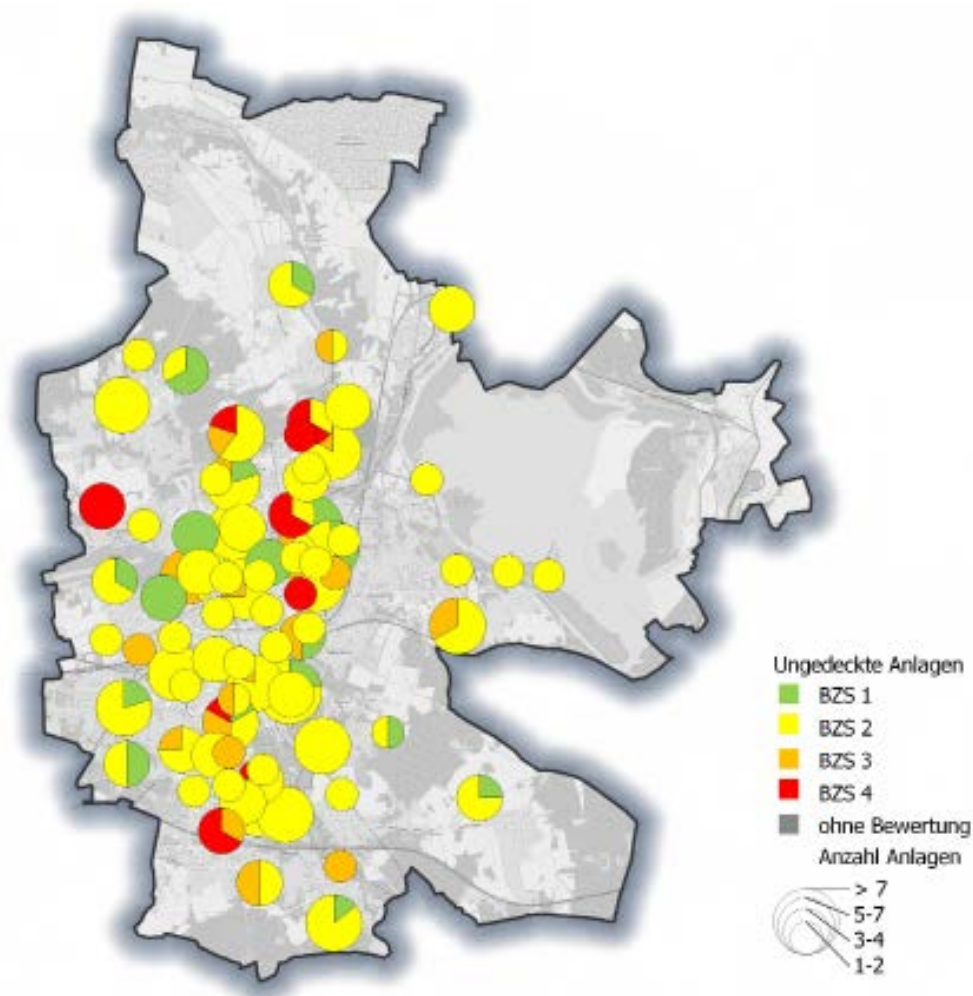 Ungedeckte Anlagen
BZS 1
BZS 2
BZS 3
BZS 4
ohne Bewertung
Anzahl Anlagen
> 7
5-7
3-4
1-2